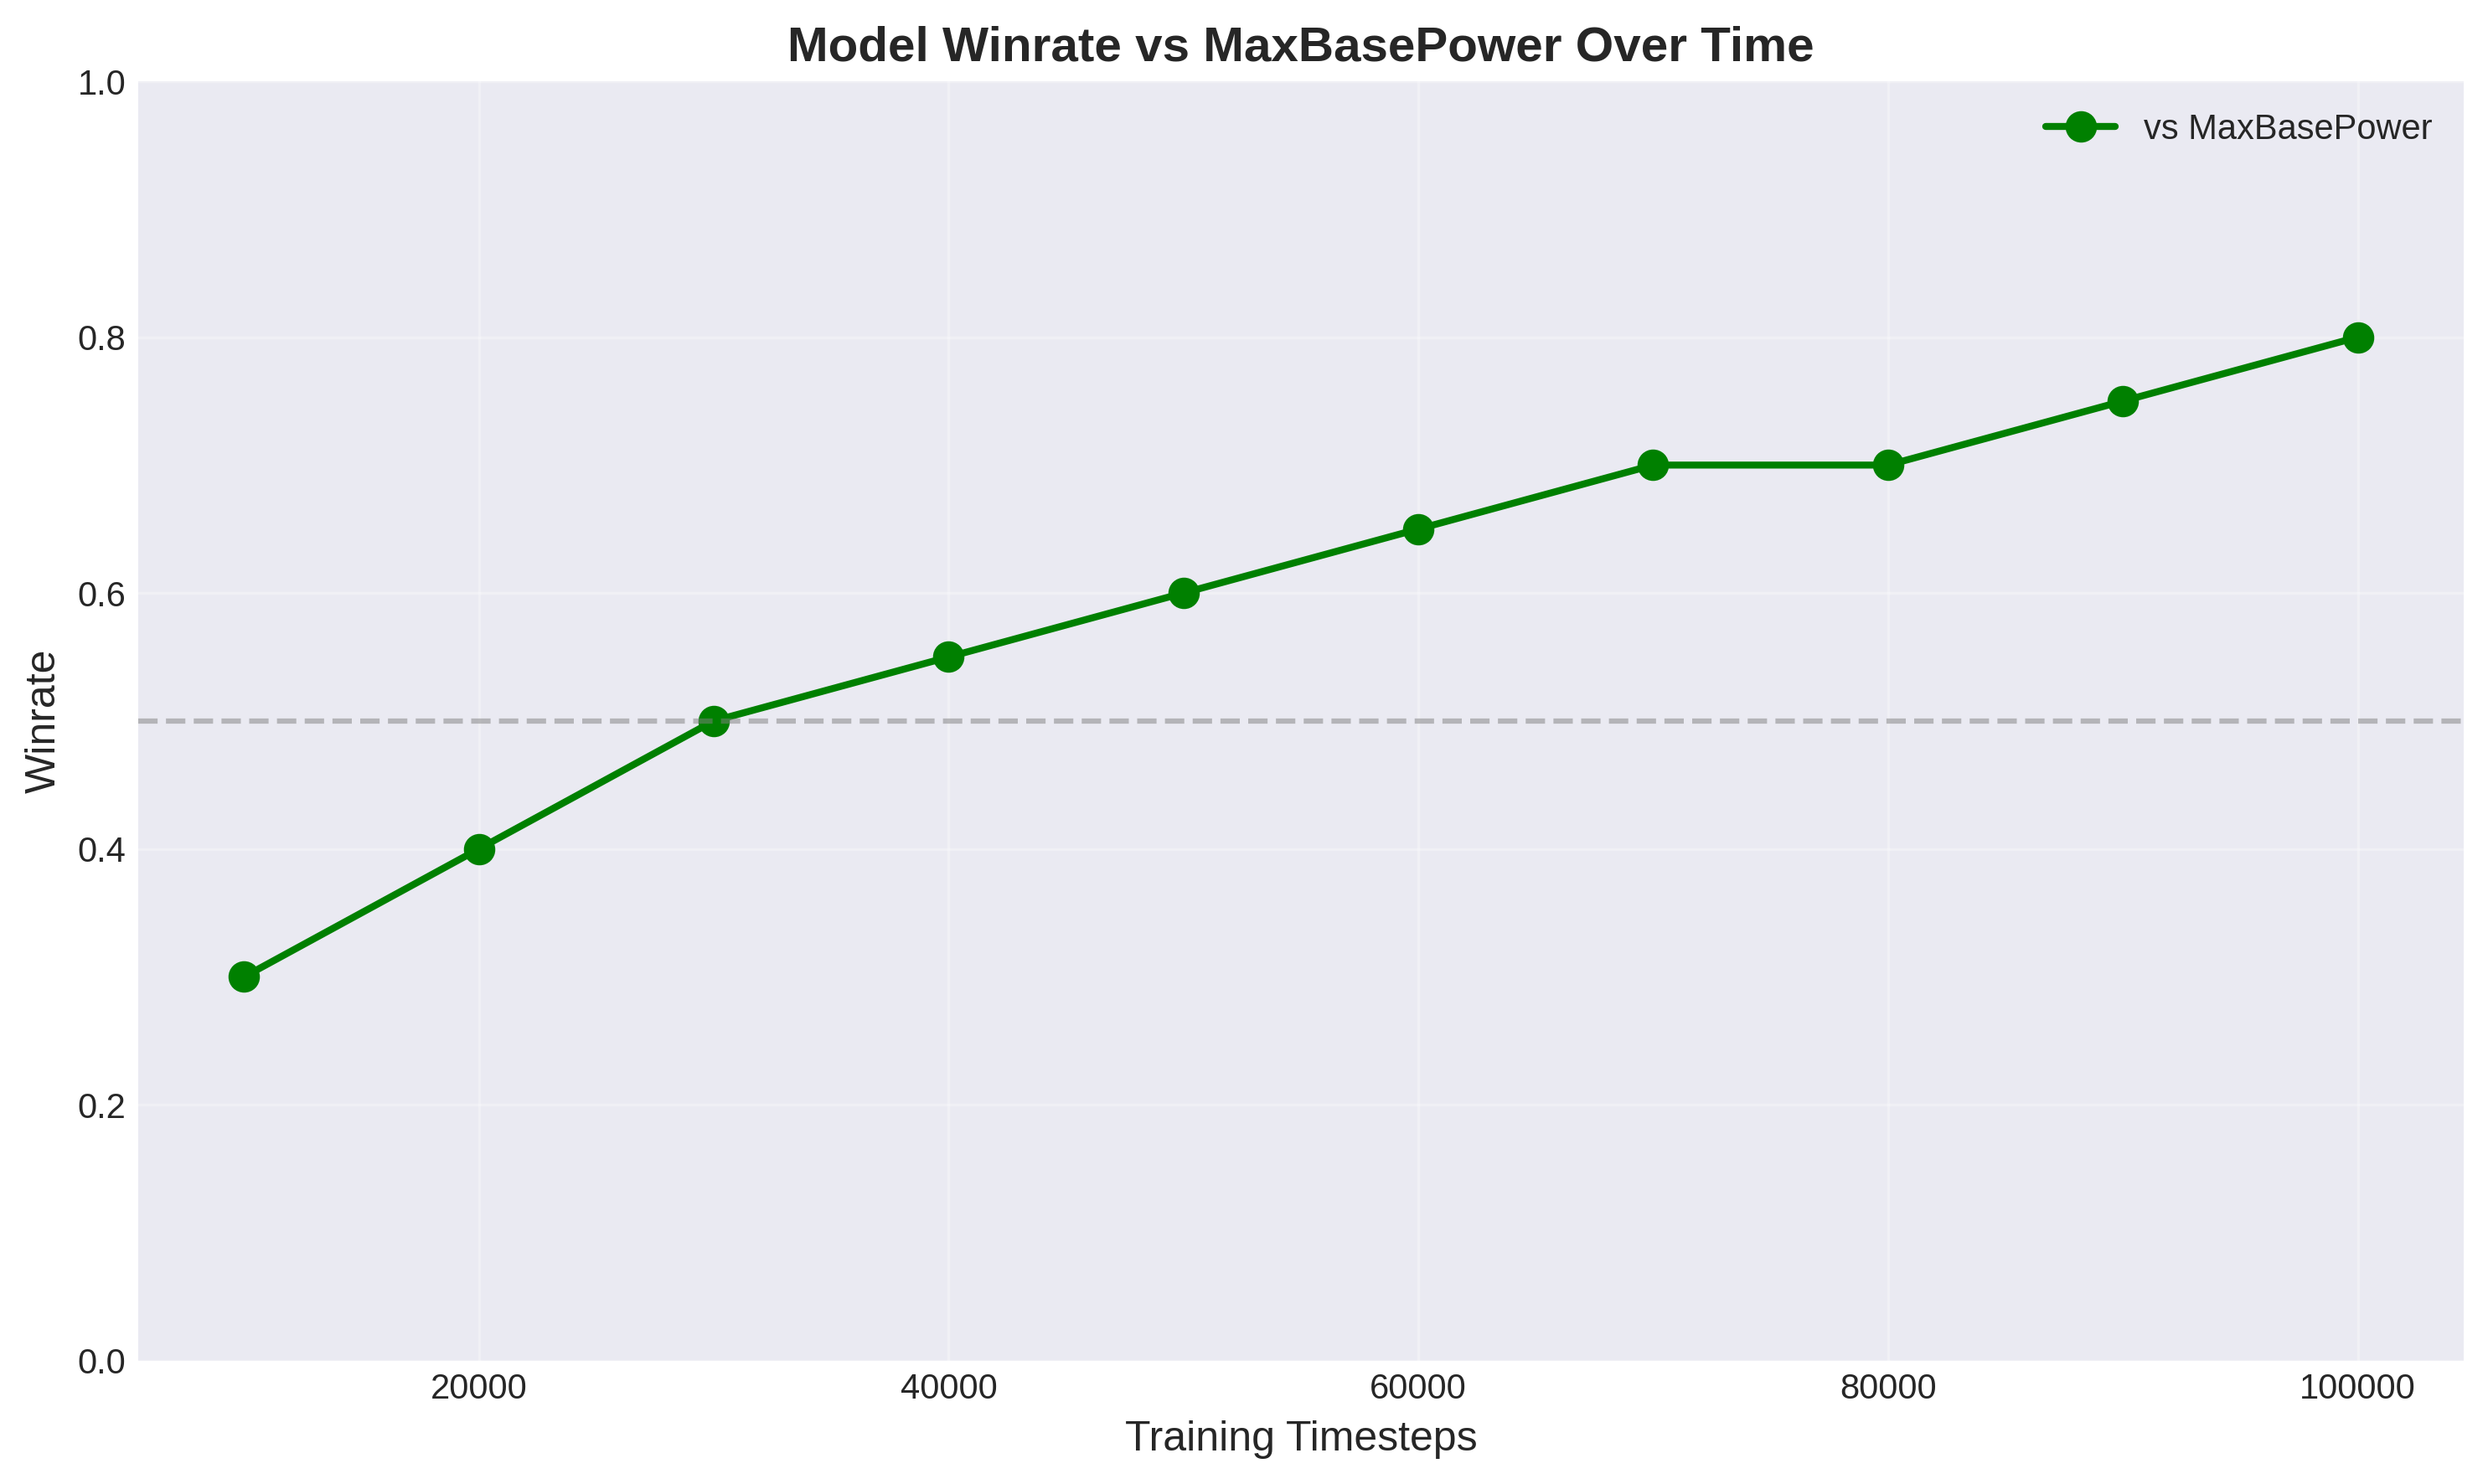 Model Winrate vs MaxBasePower Over Time
1.0
vs MaxBasePower
0.8
0.6
Winrate
0.4
0.2
0.0
20000 40000 60000 80000 100000
Training Timesteps